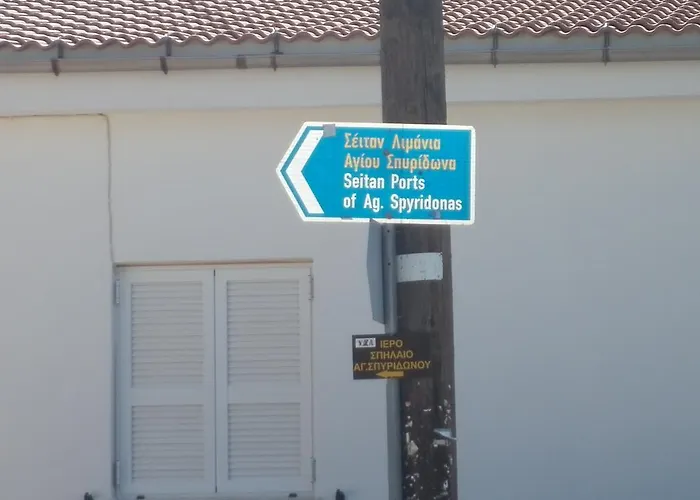 Σέιταν Λιμάνια
Αγίου Σπυρίδωνα
Seitan Ports
of Ag. Spyridonas
ΙΕΡΟ
ΣΠΗΛΑΙΟ
ΑΓ.ΣΠΥΡΙΔΩΝΟΥ